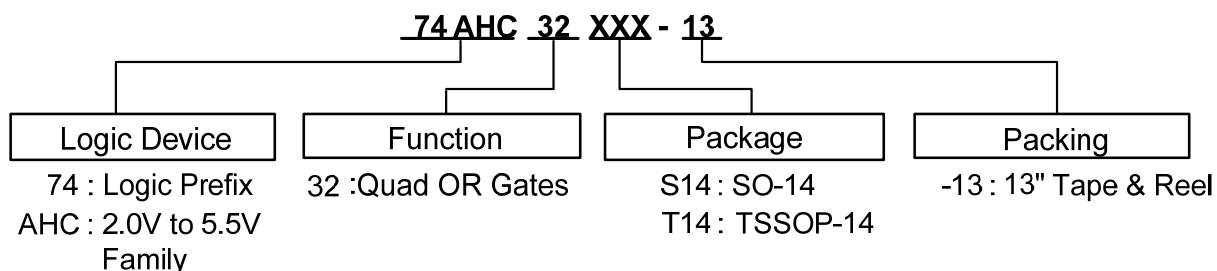 74 AHC 32 XXX - 13
Logic Device
Function
Package
Packing
74 : Logic Prefix
AHC : 2.0V to 5.5V
Family
32 :Quad OR Gates
S14 : SO-14
T14 : TSSOP-14
-13 : 13" Tape & Reel